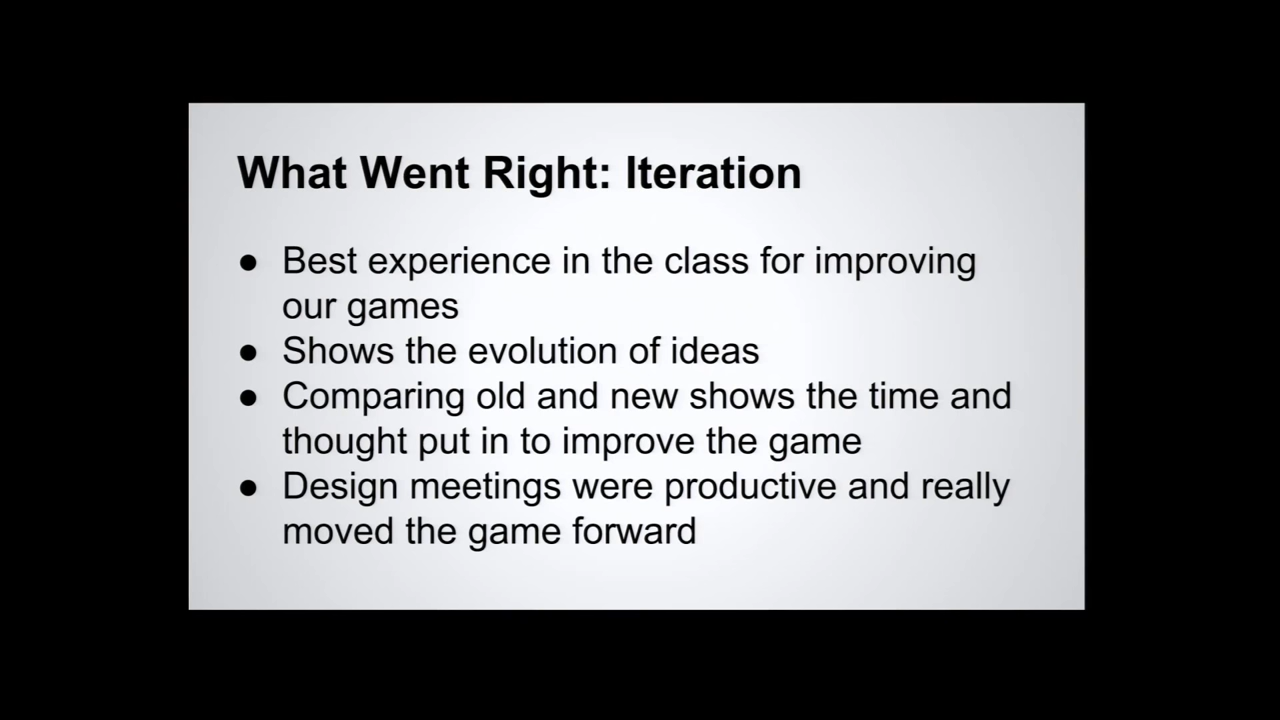 What Went Right: Iteration
● Best experience in the class for improving
our games
● Shows the evolution of ideas
● Comparing old and new shows the time and
thought put in to improve the game
● Design meetings were productive and really
moved the game forward